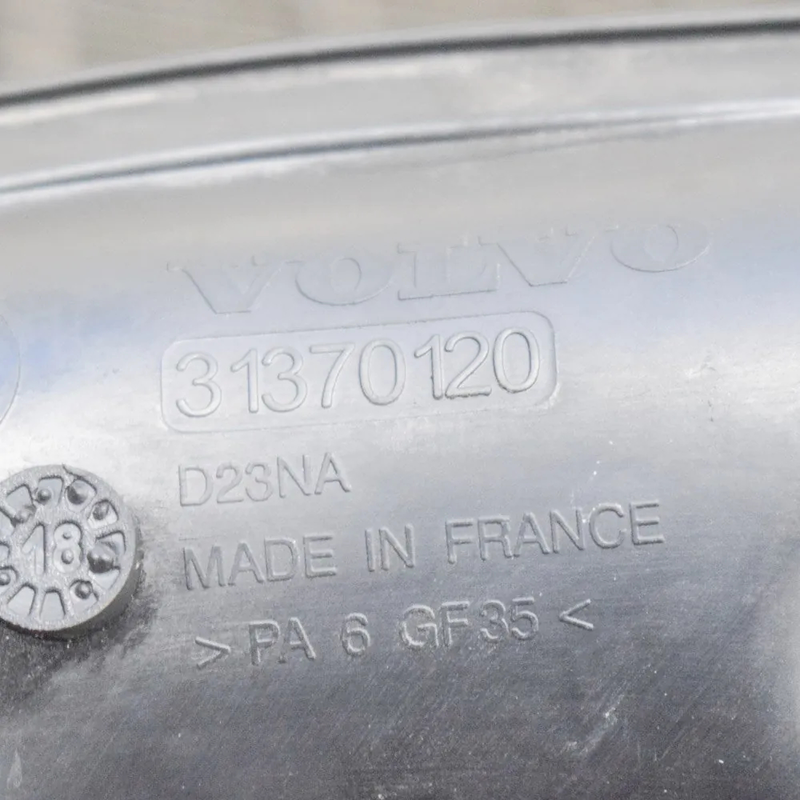 VOLVO
31370120
D23NA
18
MADE IN FRANCE
>PA 6 GF35<